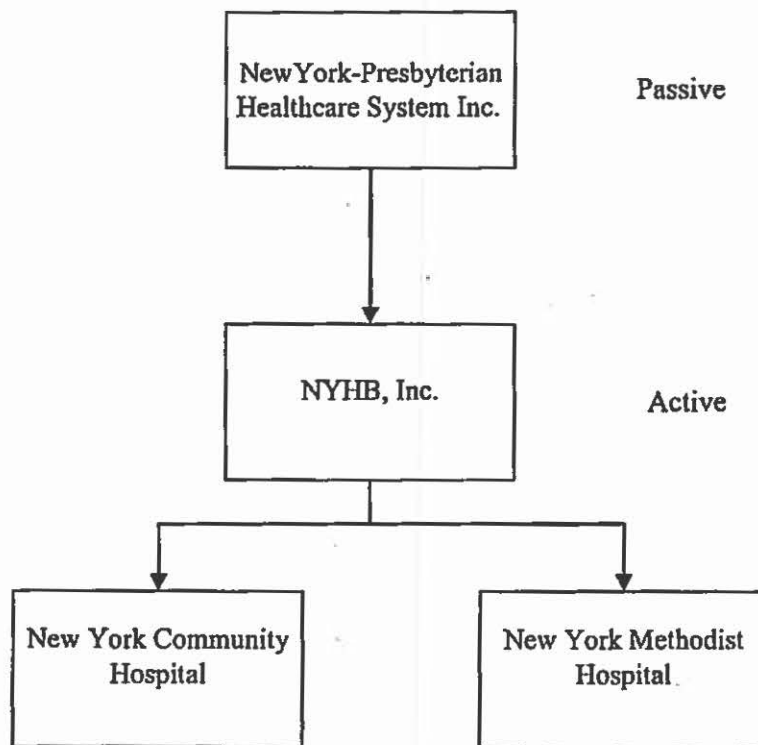 NewYork-Presbyterian
Healthcare System Inc.
Passive
NYHB, Inc.
Active
New York Community
Hospital
New York Methodist
Hospital